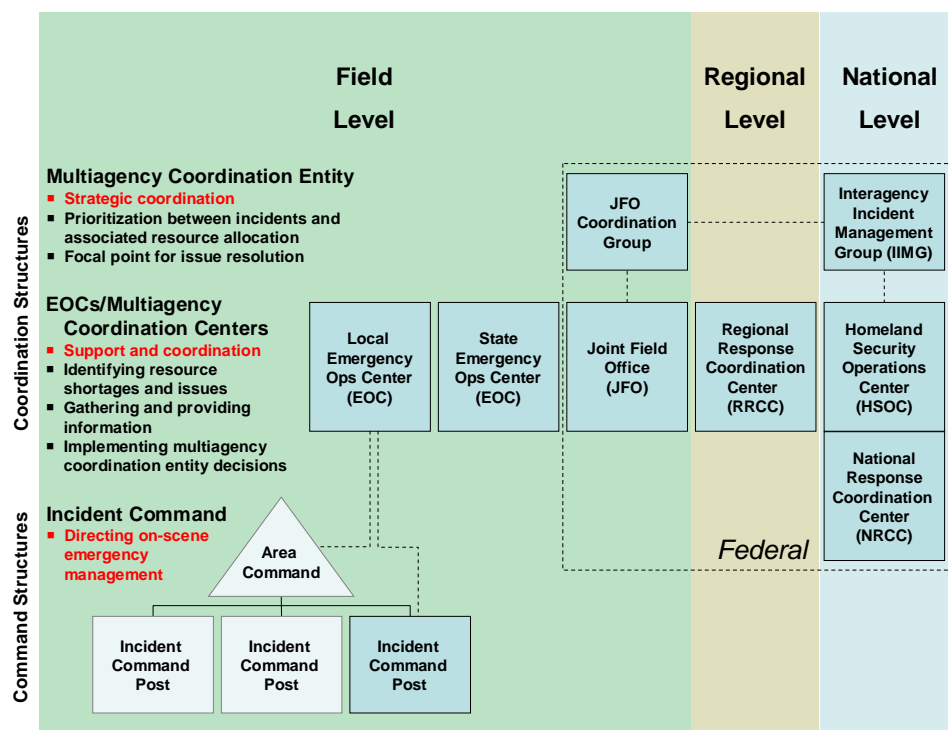 Field
Level
Regional
Level
National
Level
Coordination Structures
Multiagency Coordination Entity
Strategic coordination
Prioritization between incidents and
associated resource allocation
Focal point for issue resolution
JFO
Coordination
Group
Interagency
Incident
Management
Group (IIMG)
EOCs/Multiagency
Coordination Centers
Support and coordination
Identifying resource
shortages and issues
Gathering and providing
information
Implementing multiagency
coordination entity decisions
Local
Emergency
Ops Center
(EOC)
State
Emergency
Ops Center
(EOC)
Joint Field
Office
(JFO)
Regional
Response
Coordination
Center
(RRCC)
Homeland
Security
Operations
Center
(HSOC)
National
Response
Coordination
Center
(NRCC)
Federal
Command Structures
Incident Command
Directing on-scene
emergency
management
Area
Command
Incident
Command
Post
Incident
Command
Post
Incident
Command
Post